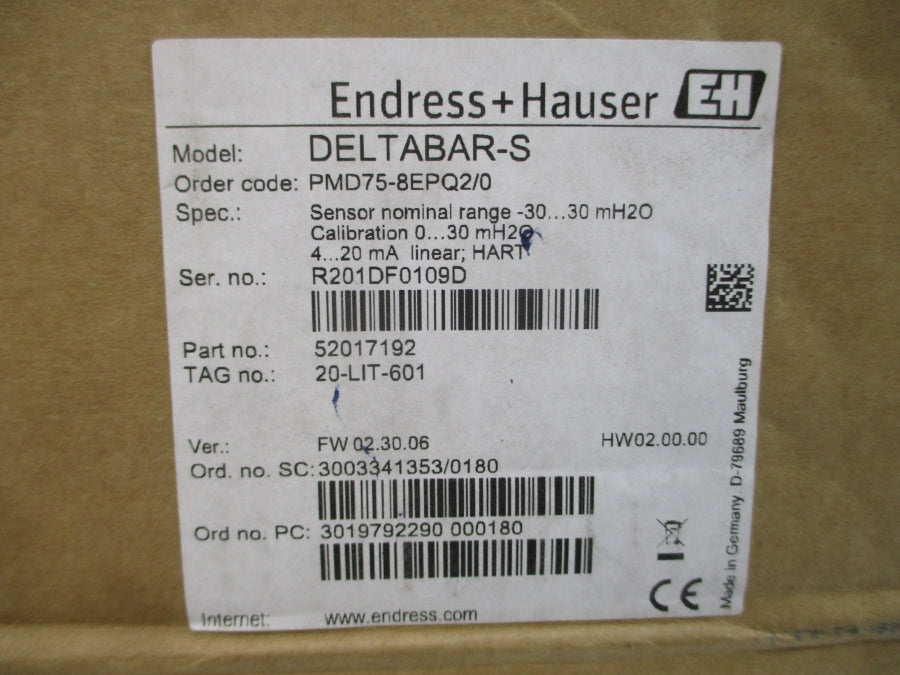 Endress+Hauser EH
Model: DELTABAR-S
Order code: PMD75-8EPQ2/0
Spec.: Sensor nominal range -30...30 mH2O
Calibration 0...30 mH2O
4...20 mA linear; HART
Ser. no.: R201DF0109D
Part no.: 52017192
TAG no.: 20-LIT-601
Ver.: FW 02.30.06 HW02.00.00
Ord. no. SC: 3003341353/0180
Ord no. PC: 3019792290 000180
Internet: www.endress.com
CE
Made in Germany, D-79689 Maulburg